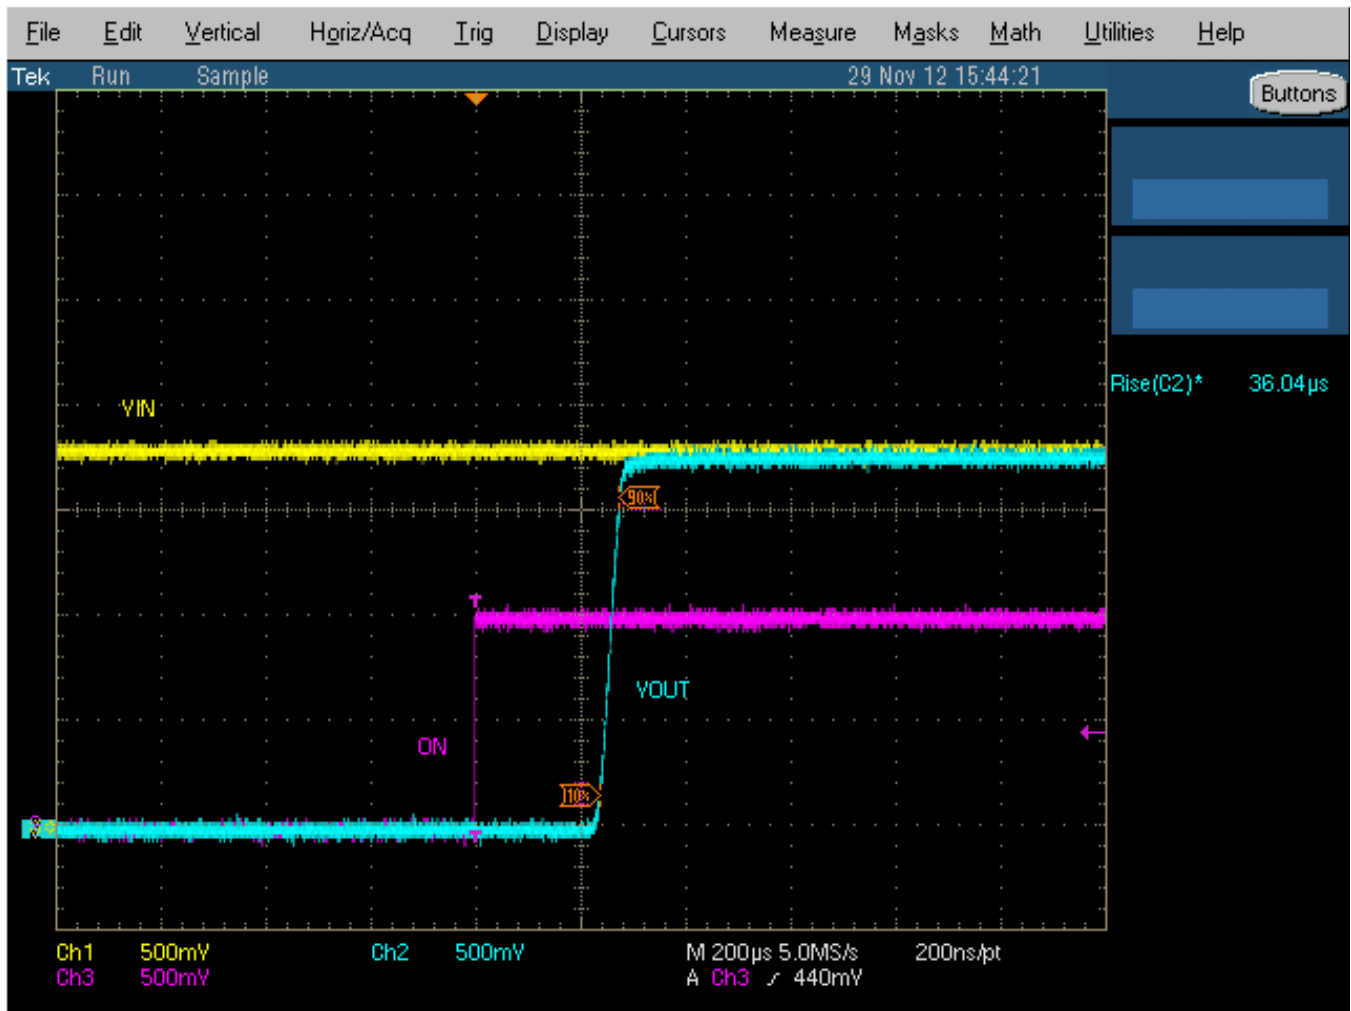 File Edit Vertical Horiz/Acq Trig Display Cursors Measure Masks Math Utilities Help
Tek Run Sample 29 Nov 12 15:44:21
Buttons
Rise(C2)* 36.04µs
VIN
90%
VOUT
ON
10%
Ch1 500mV Ch2 500mV M 200µs 5.0MS/s 200ns/pt
Ch3 500mV A Ch3 440mV